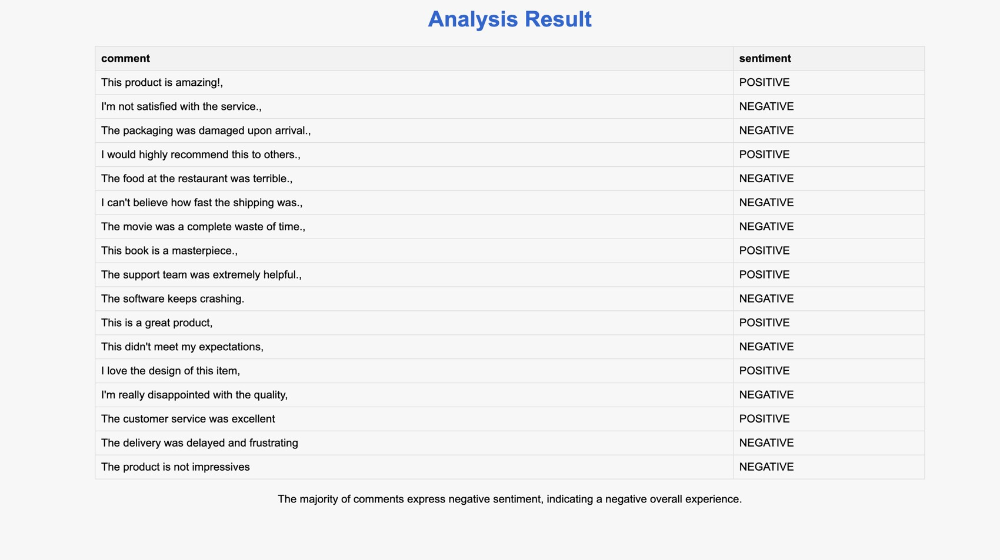 Analysis Result
comment sentiment
This product is amazing!, POSITIVE
I'm not satisfied with the service., NEGATIVE
The packaging was damaged upon arrival., NEGATIVE
I would highly recommend this to others., POSITIVE
The food at the restaurant was terrible., NEGATIVE
I can't believe how fast the shipping was., NEGATIVE
The movie was a complete waste of time., NEGATIVE
This book is a masterpiece., POSITIVE
The support team was extremely helpful., POSITIVE
The software keeps crashing. NEGATIVE
This is a great product, POSITIVE
This didn't meet my expectations, NEGATIVE
I love the design of this item, POSITIVE
I'm really disappointed with the quality, NEGATIVE
The customer service was excellent POSITIVE
The delivery was delayed and frustrating NEGATIVE
The product is not impressives NEGATIVE
The majority of comments express negative sentiment, indicating a negative overall experience.